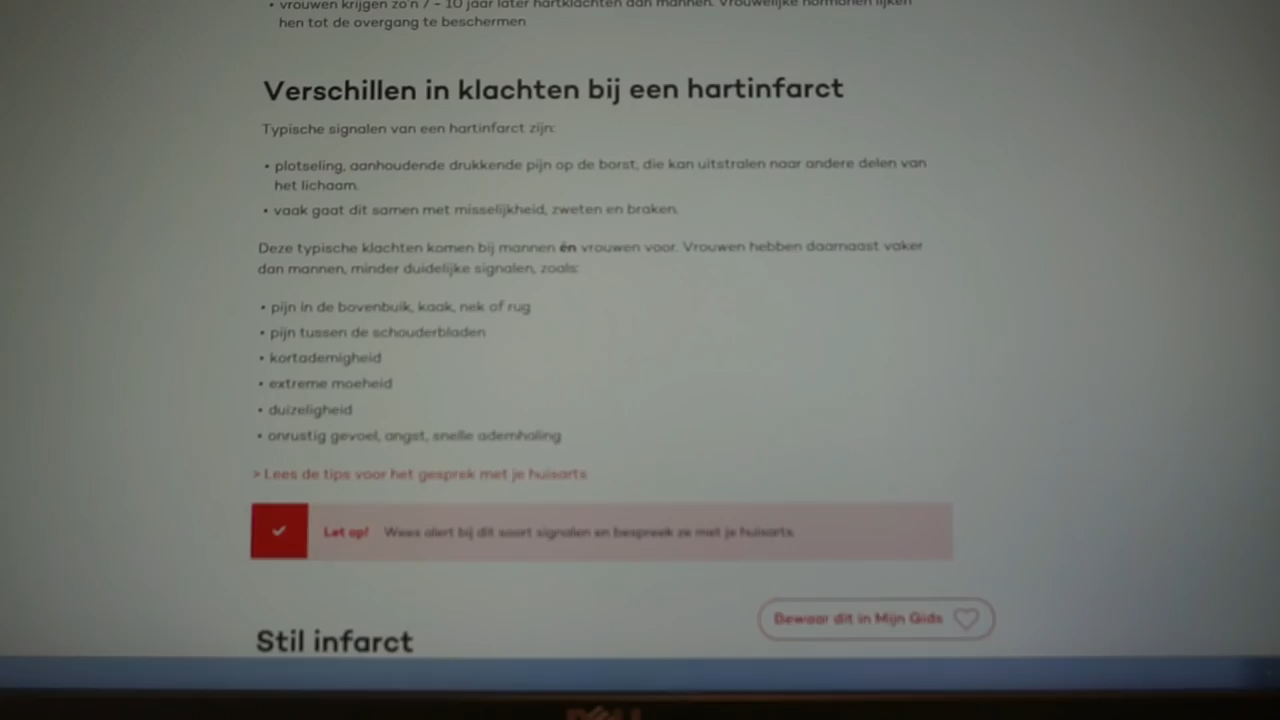 • vrouwen krijgen zo'n 7 – 10 jaar later hartklachten dan mannen. Vrouwelijke hormonen lijken
hen tot de overgang te beschermen
Verschillen in klachten bij een hartinfarct
Typische signalen van een hartinfarct zijn:
• plotseling, aanhoudende drukkende pijn op de borst, die kan uitstralen naar andere delen van
het lichaam.
• vaak gaat dit samen met misselijkheid, zweten en braken.
Deze typische klachten komen bij mannen én vrouwen voor. Vrouwen hebben daarnaast vaker
dan mannen, minder duidelijke signalen, zoals:
• pijn in de bovenbuik, kaak, nek of rug
• pijn tussen de schouderbladen
• kortademigheid
• extreme moeheid
• duizeligheid
• onrustig gevoel, angst, snelle ademhaling
> Lees de tips voor het gesprek met je huisarts
Let op! Wees alert bij dit soort signalen en bespreek ze met je huisarts.
Bewaar dit in Mijn Gids
Stil infarct
DELL